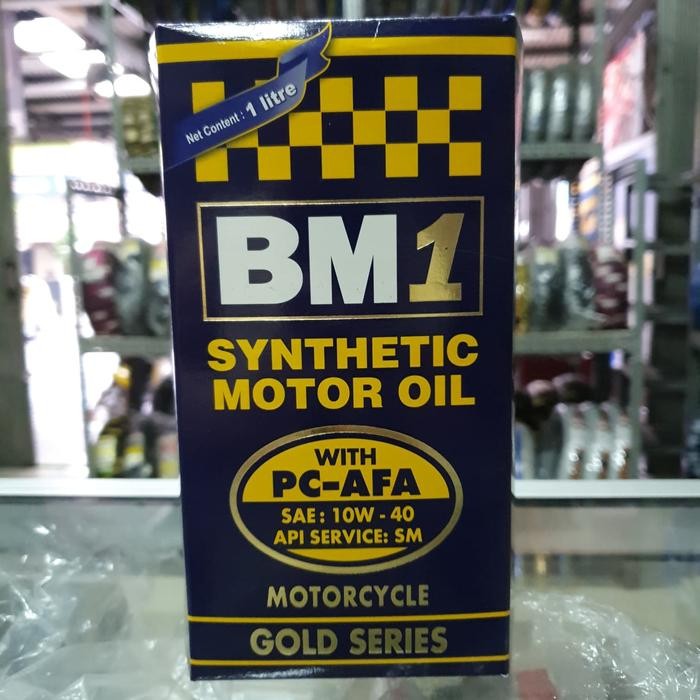 Net Content : 1 litre
BM1
SYNTHETIC
MOTOR OIL
WITH
PC-AFA
SAE: 10W - 40
API SERVICE: SM
MOTORCYCLE
GOLD SERIES